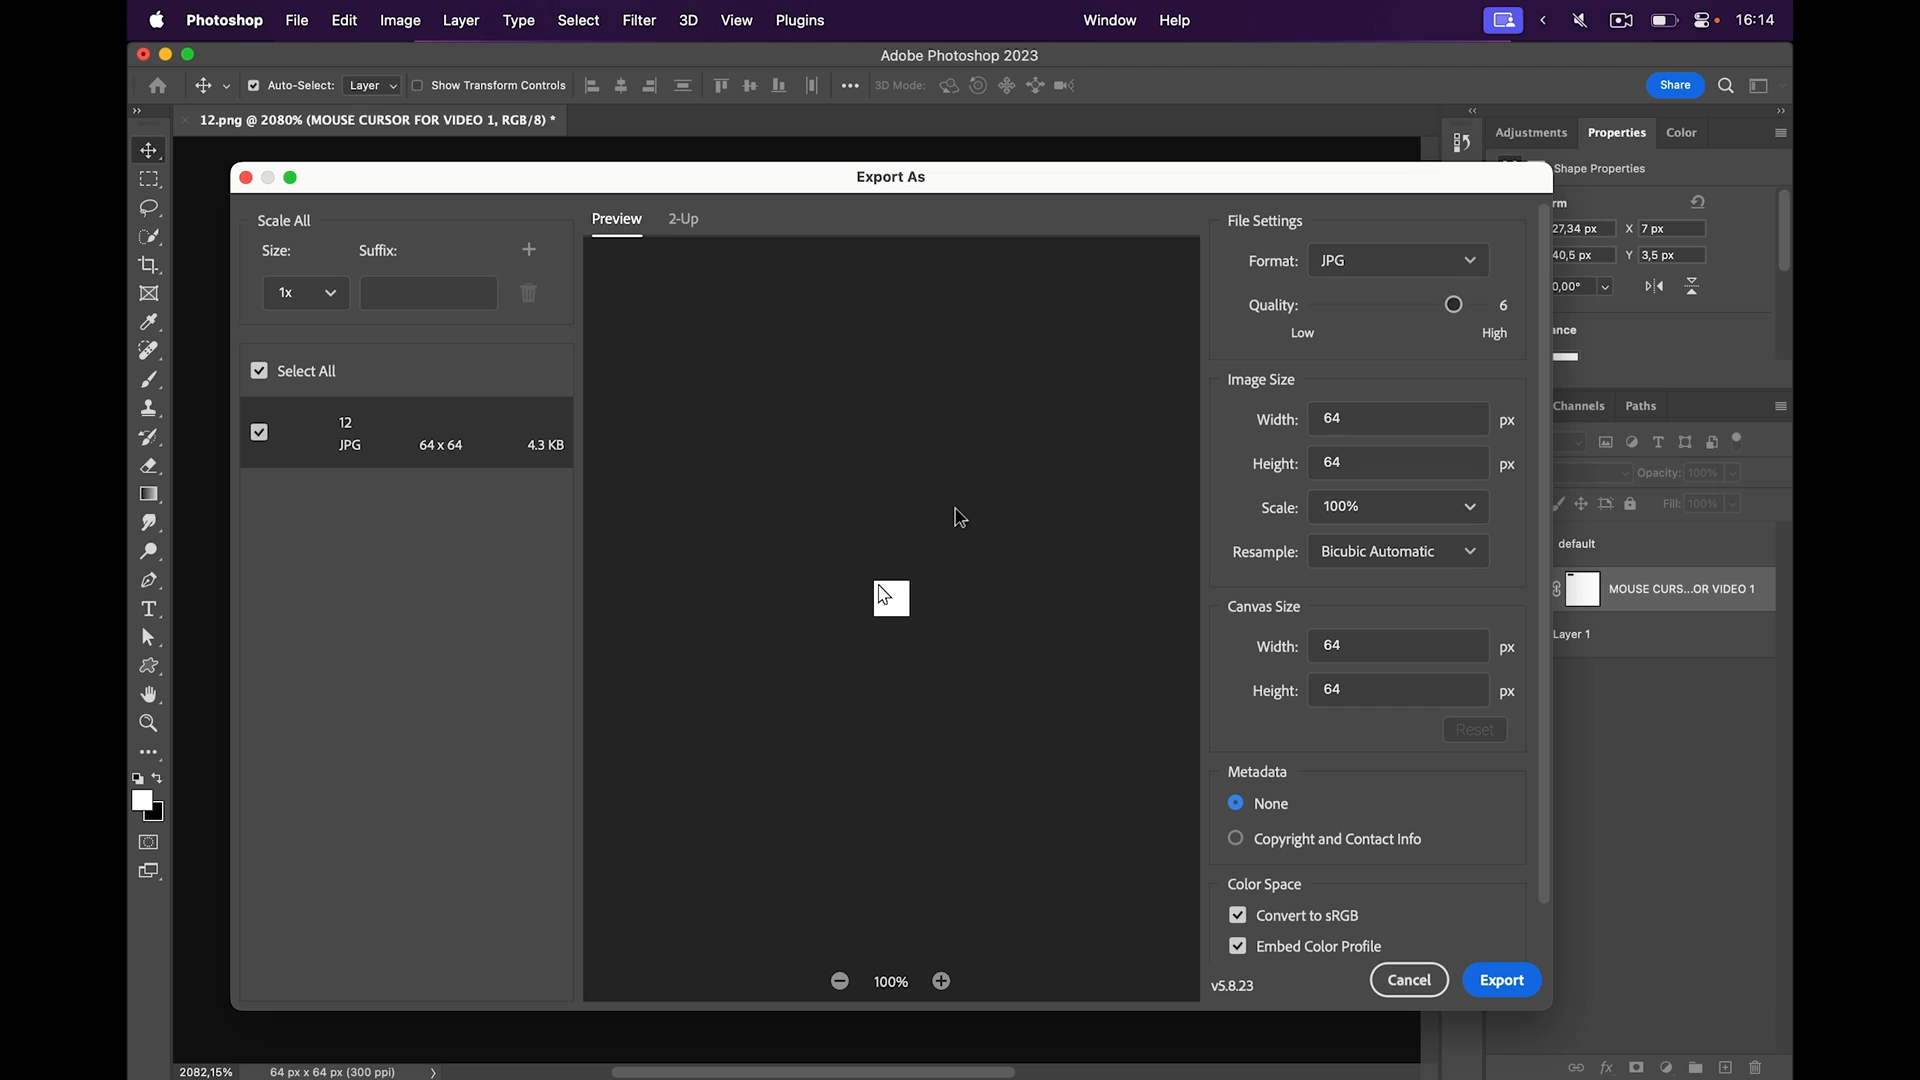 Photoshop File Edit Image Layer Type Select Filter 3D View Plugins Window Help 16:14
Adobe Photoshop 2023
Auto-Select: Layer Show Transform Controls 3D Mode: Share
12.png @ 2080% (MOUSE CURSOR FOR VIDEO 1, RGB/8) *
Adjustments Properties Color
Export As
Shape Properties
Scale All
Size: Suffix:
1x
Select All
12
JPG 64 x 64 4.3 KB
Preview 2-Up
100%
File Settings
Format: JPG
Quality: 6
Low High
Image Size
Width: 64 px
Height: 64 px
Scale: 100%
Resample: Bicubic Automatic
Canvas Size
Width: 64 px
Height: 64 px
Reset
Metadata
None
Copyright and Contact Info
Color Space
Convert to sRGB
Embed Color Profile
v5.8.23 Cancel Export
rm
27,34 px X 7 px
40,5 px Y 3,5 px
0,00°
ance
Channels Paths
Opacity: 100%
Fill: 100%
default
MOUSE CURS...OR VIDEO 1
Layer 1
2082,15% 64 px x 64 px (300 ppi)